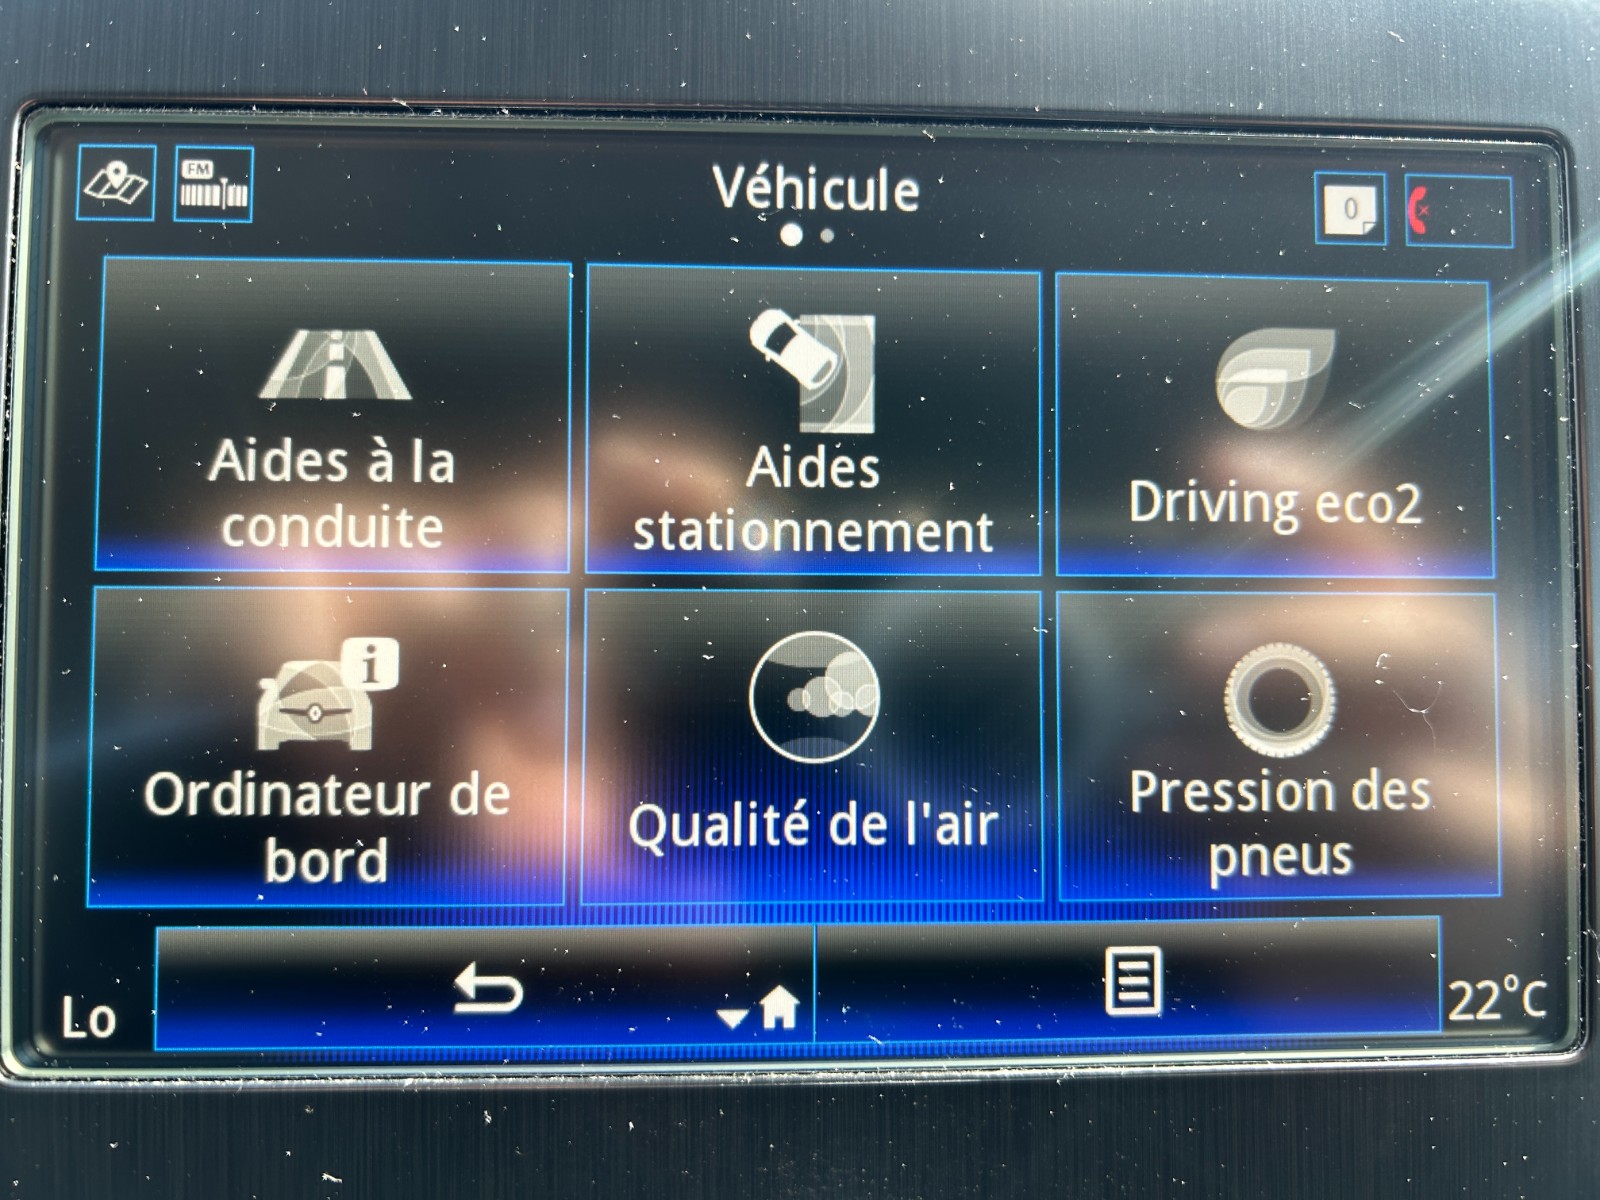 FM
Véhicule
0
Aides à la
conduite
Aides
stationnement
Driving eco2
i
Ordinateur de
bord
Qualité de l'air
Pression des
pneus
Lo
22°C